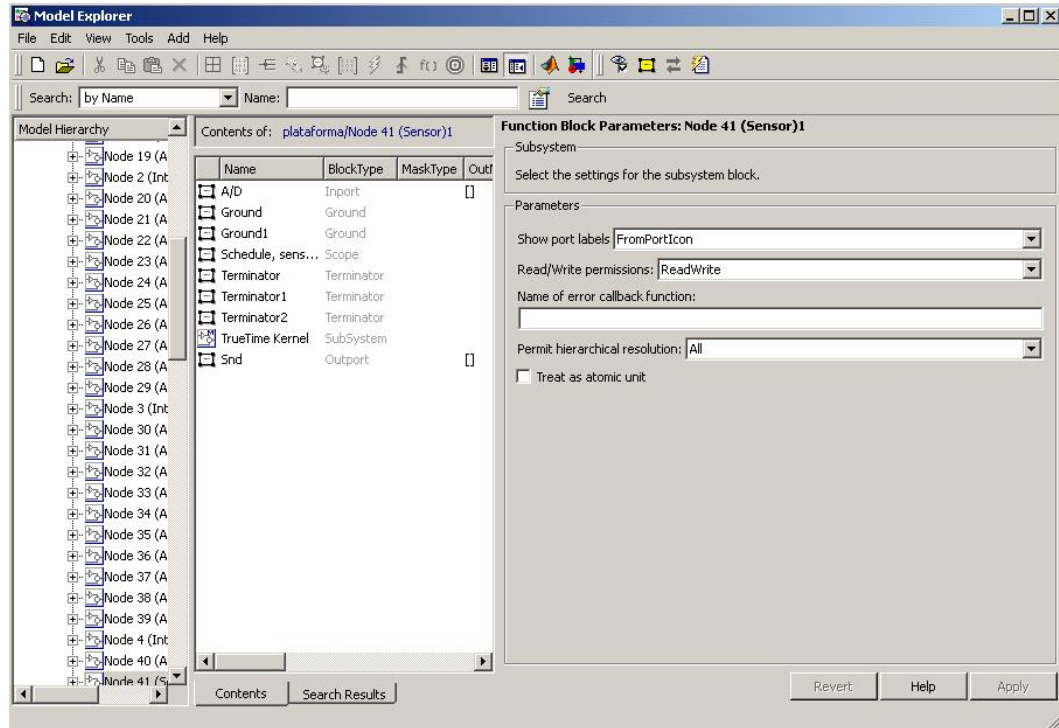 Model Explorer
File Edit View Tools Add Help
Search: by Name Name: Search
Model Hierarchy
Node 19 (A
Node 2 (Int
Node 20 (A
Node 21 (A
Node 22 (A
Node 23 (A
Node 24 (A
Node 25 (A
Node 26 (A
Node 27 (A
Node 28 (A
Node 29 (A
Node 3 (Int
Node 30 (A
Node 31 (A
Node 32 (A
Node 33 (A
Node 34 (A
Node 35 (A
Node 36 (A
Node 37 (A
Node 38 (A
Node 39 (A
Node 4 (Int
Node 40 (A
Node 41 (S
Contents of: plataforma/Node 41 (Sensor)1
Name BlockType MaskType Out
A/D Inport []
Ground Ground
Ground1 Ground
Schedule, sens... Scope
Terminator Terminator
Terminator1 Terminator
Terminator2 Terminator
TrueTime Kernel SubSystem
Snd Outport []
Contents Search Results
Function Block Parameters: Node 41 (Sensor)1
Subsystem
Select the settings for the subsystem block.
Parameters
Show port labels FromPortIcon
Read/Write permissions: ReadWrite
Name of error callback function:
Permit hierarchical resolution: All
Treat as atomic unit
Revert Help Apply